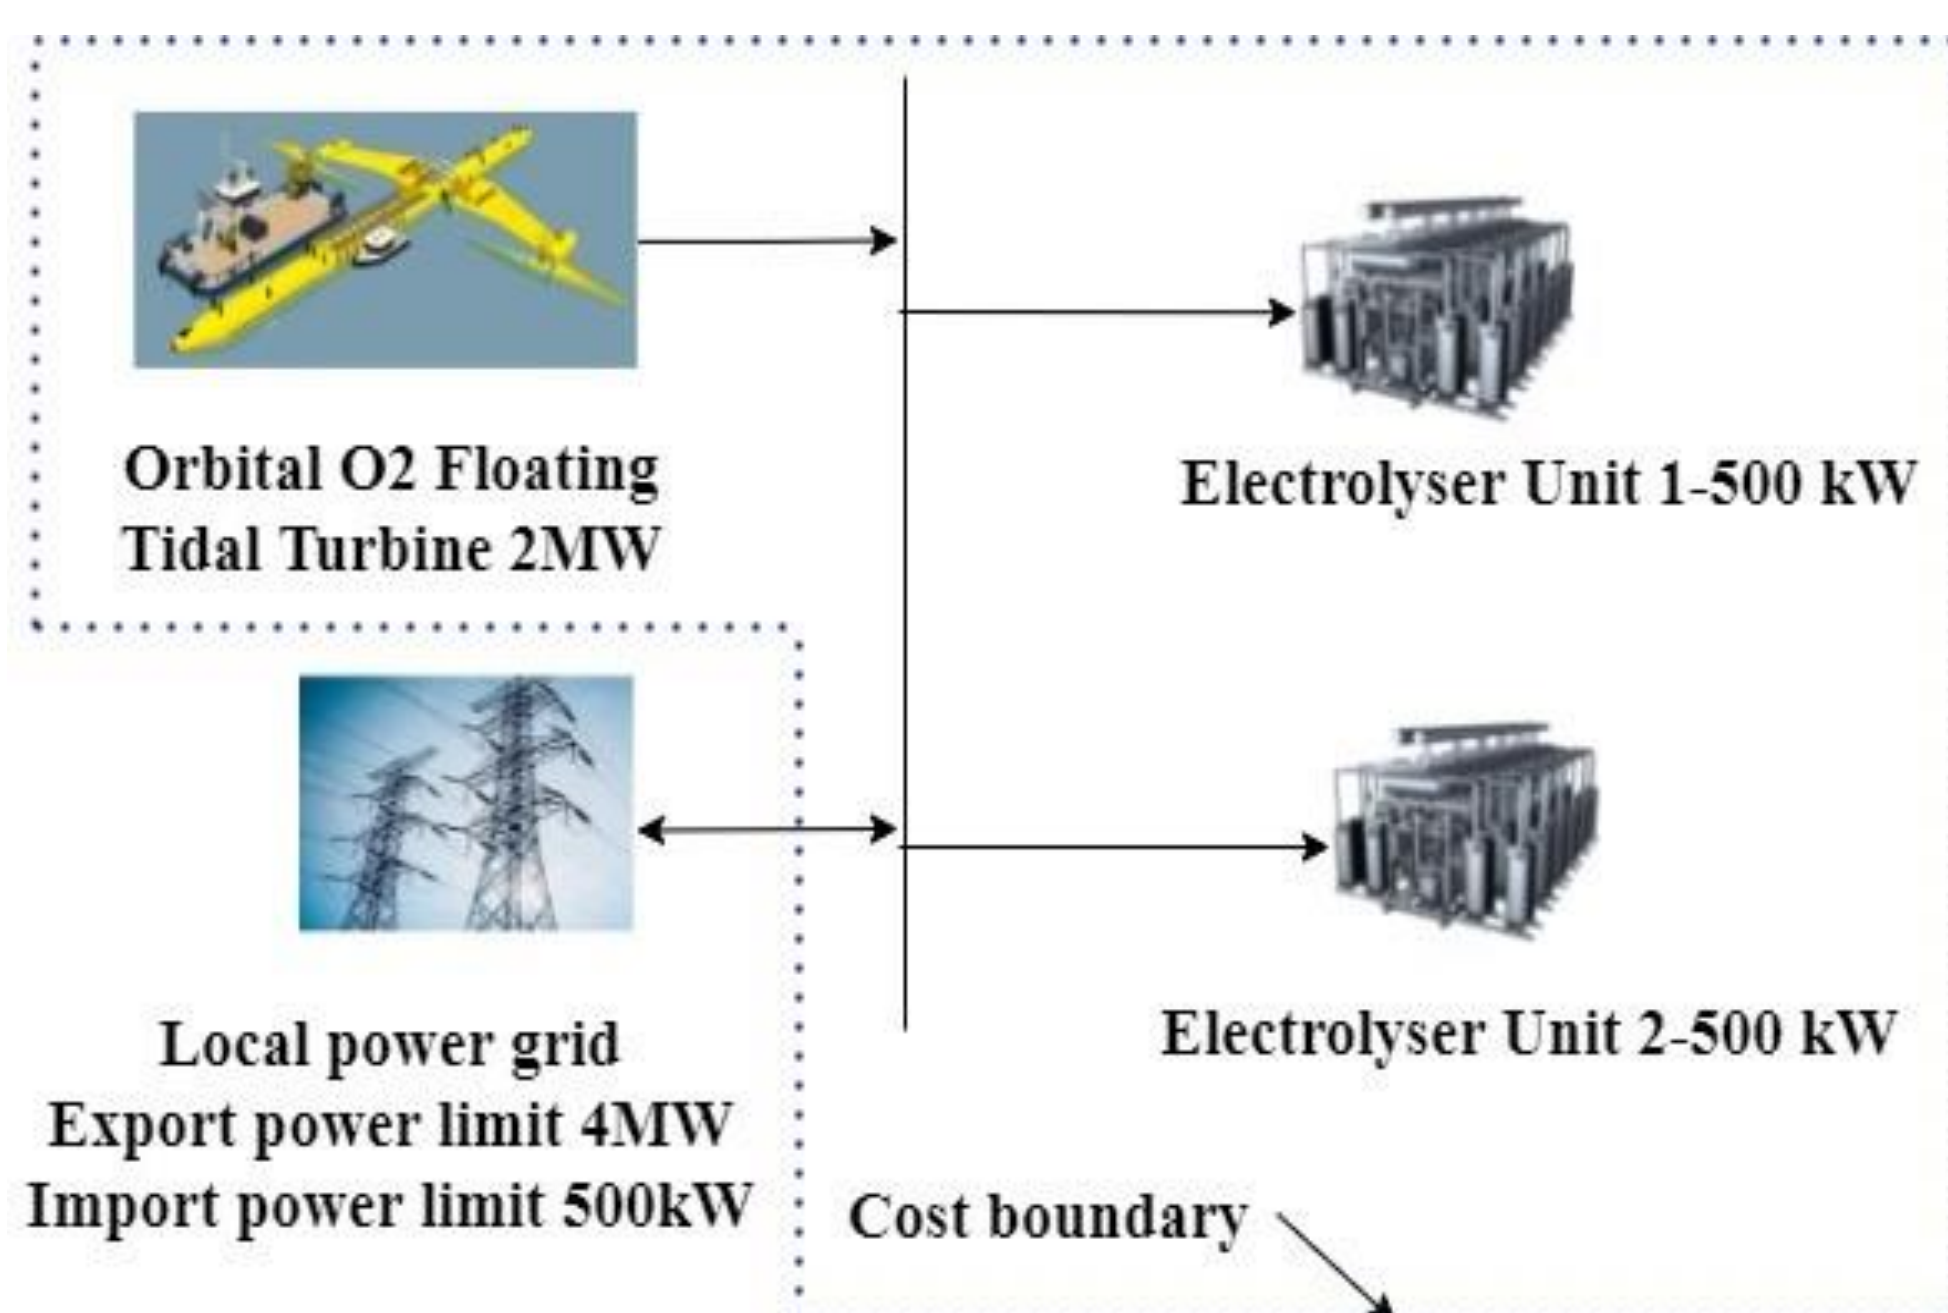 Orbital O2 Floating
Tidal Turbine 2MW
Electrolyser Unit 1-500 kW
Local power grid
Export power limit 4MW
Import power limit 500kW
Electrolyser Unit 2-500 kW
Cost boundary